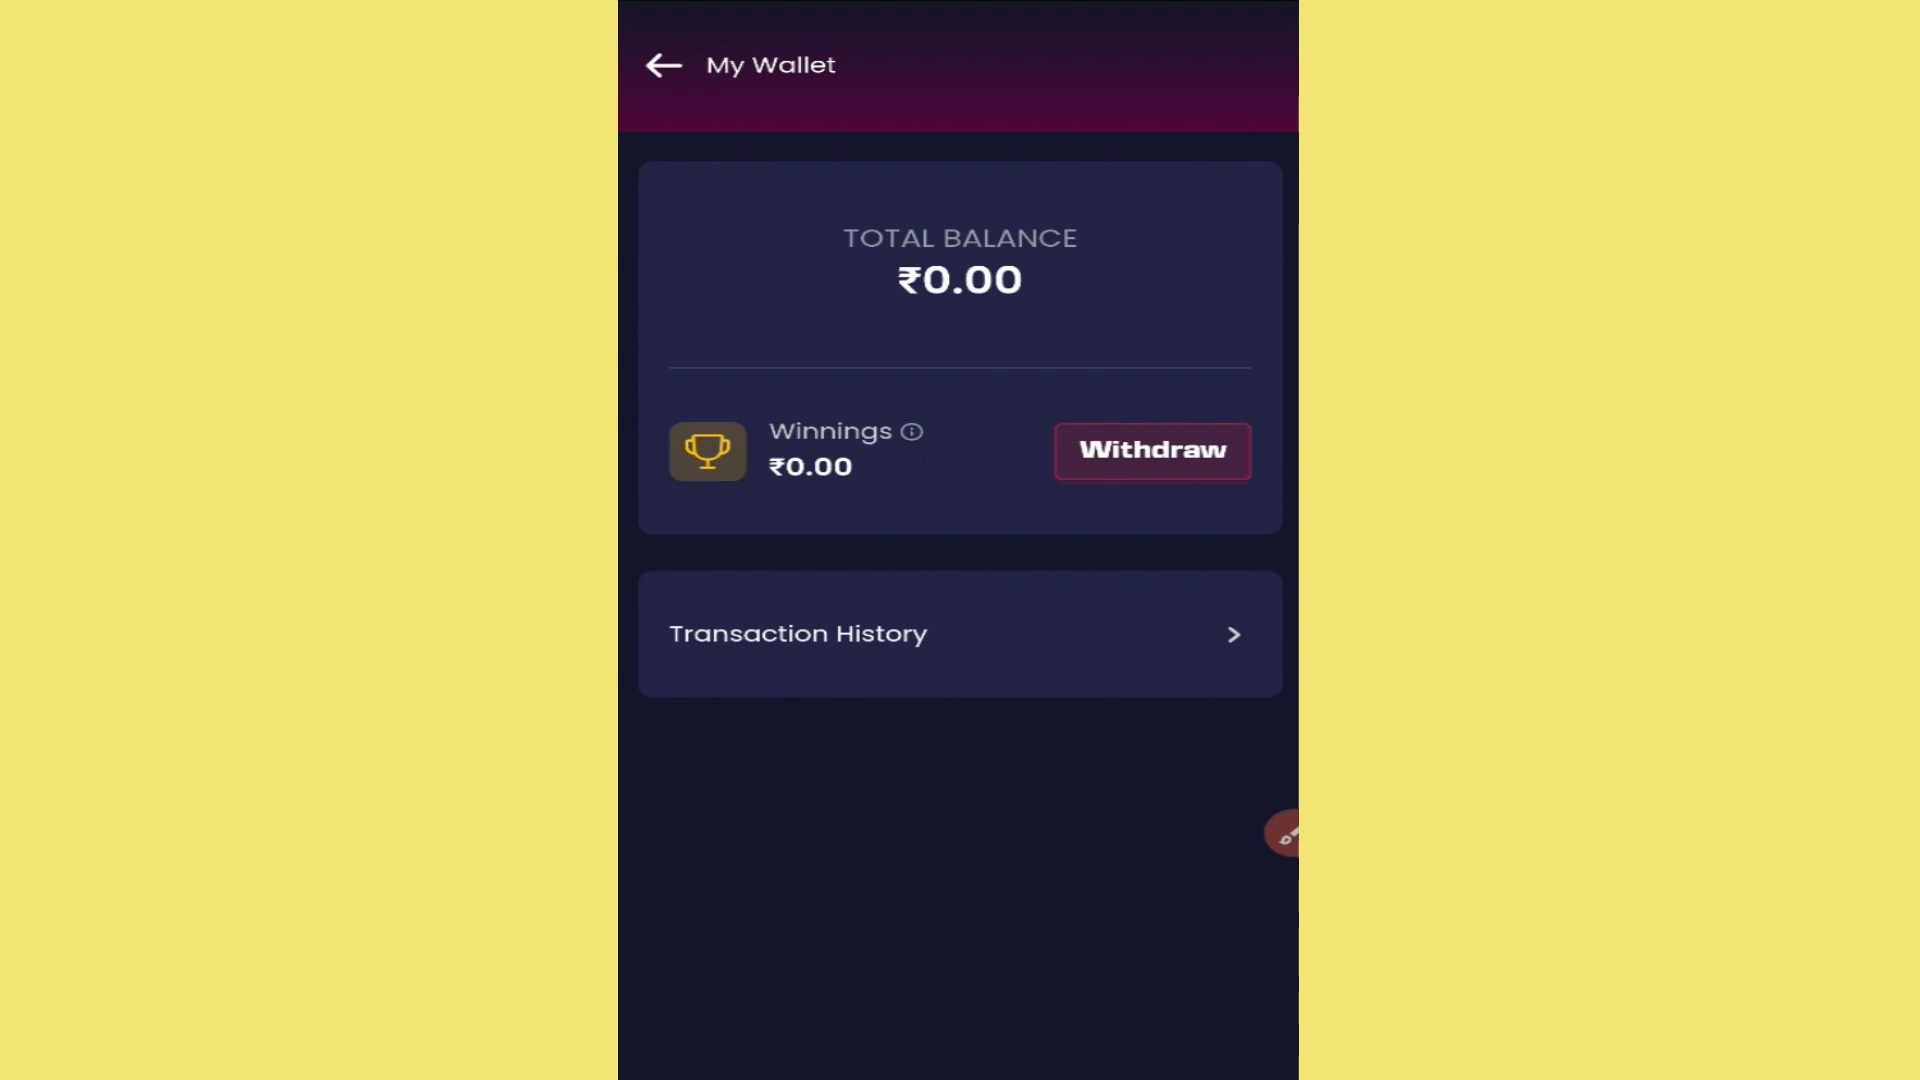 My Wallet
TOTAL BALANCE
₹0.00
Winnings
₹0.00
Withdraw
Transaction History